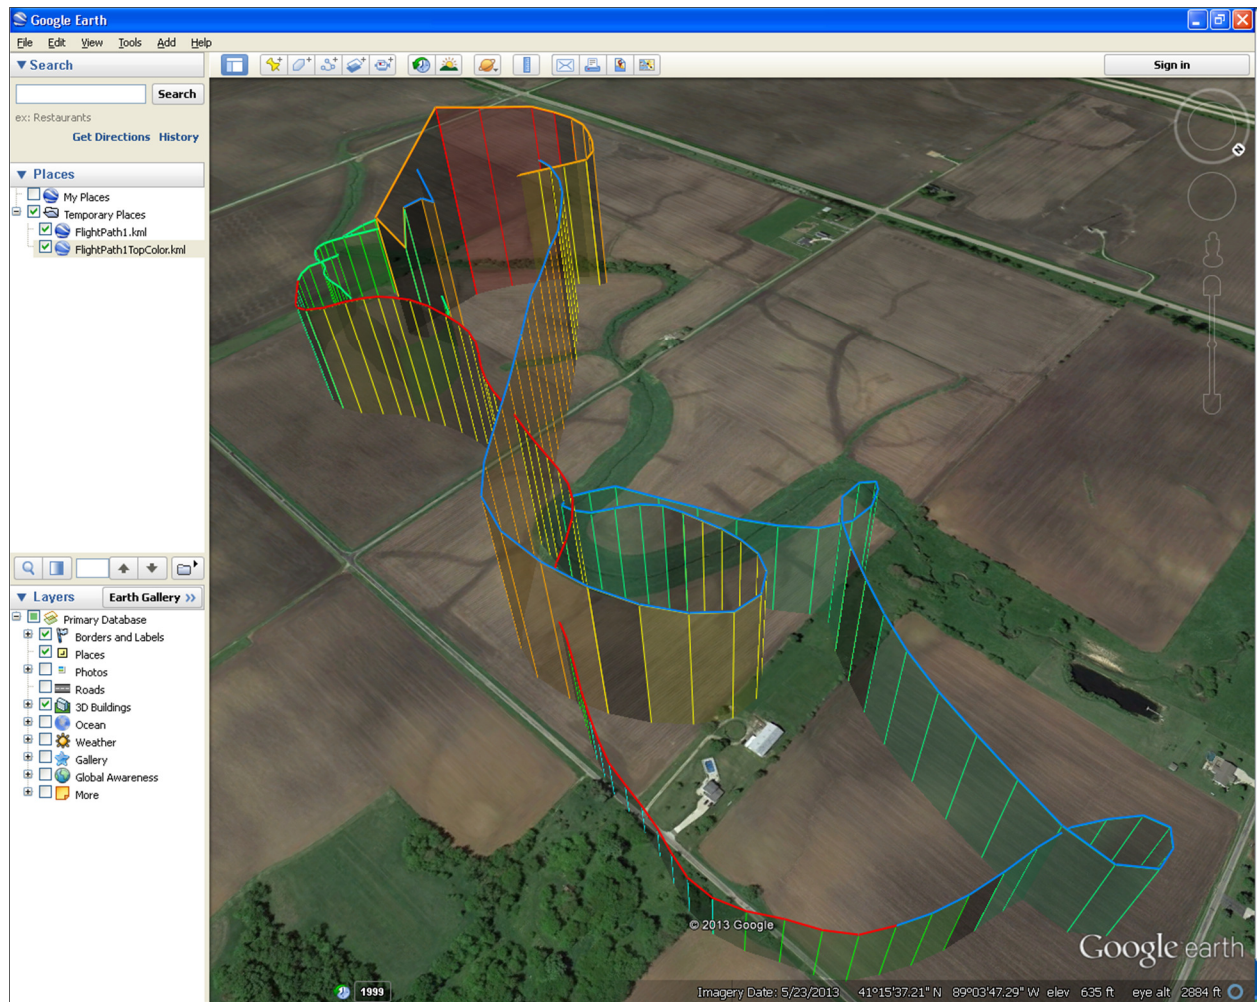 Google Earth
File Edit View Tools Add Help
Search
Sign in
Search
ex: Restaurants
Get Directions History
Places
My Places
Temporary Places
FlightPath1.kml
FlightPath1TopColor.kml
Layers
Earth Gallery >>
Primary Database
Borders and Labels
Places
Photos
Roads
3D Buildings
Ocean
Weather
Gallery
Global Awareness
More
N
© 2013 Google
Google earth
1999
Imagery Date: 5/23/2013 41°15'37.21" N 89°03'47.29" W elev 635 ft eye alt 2884 ft